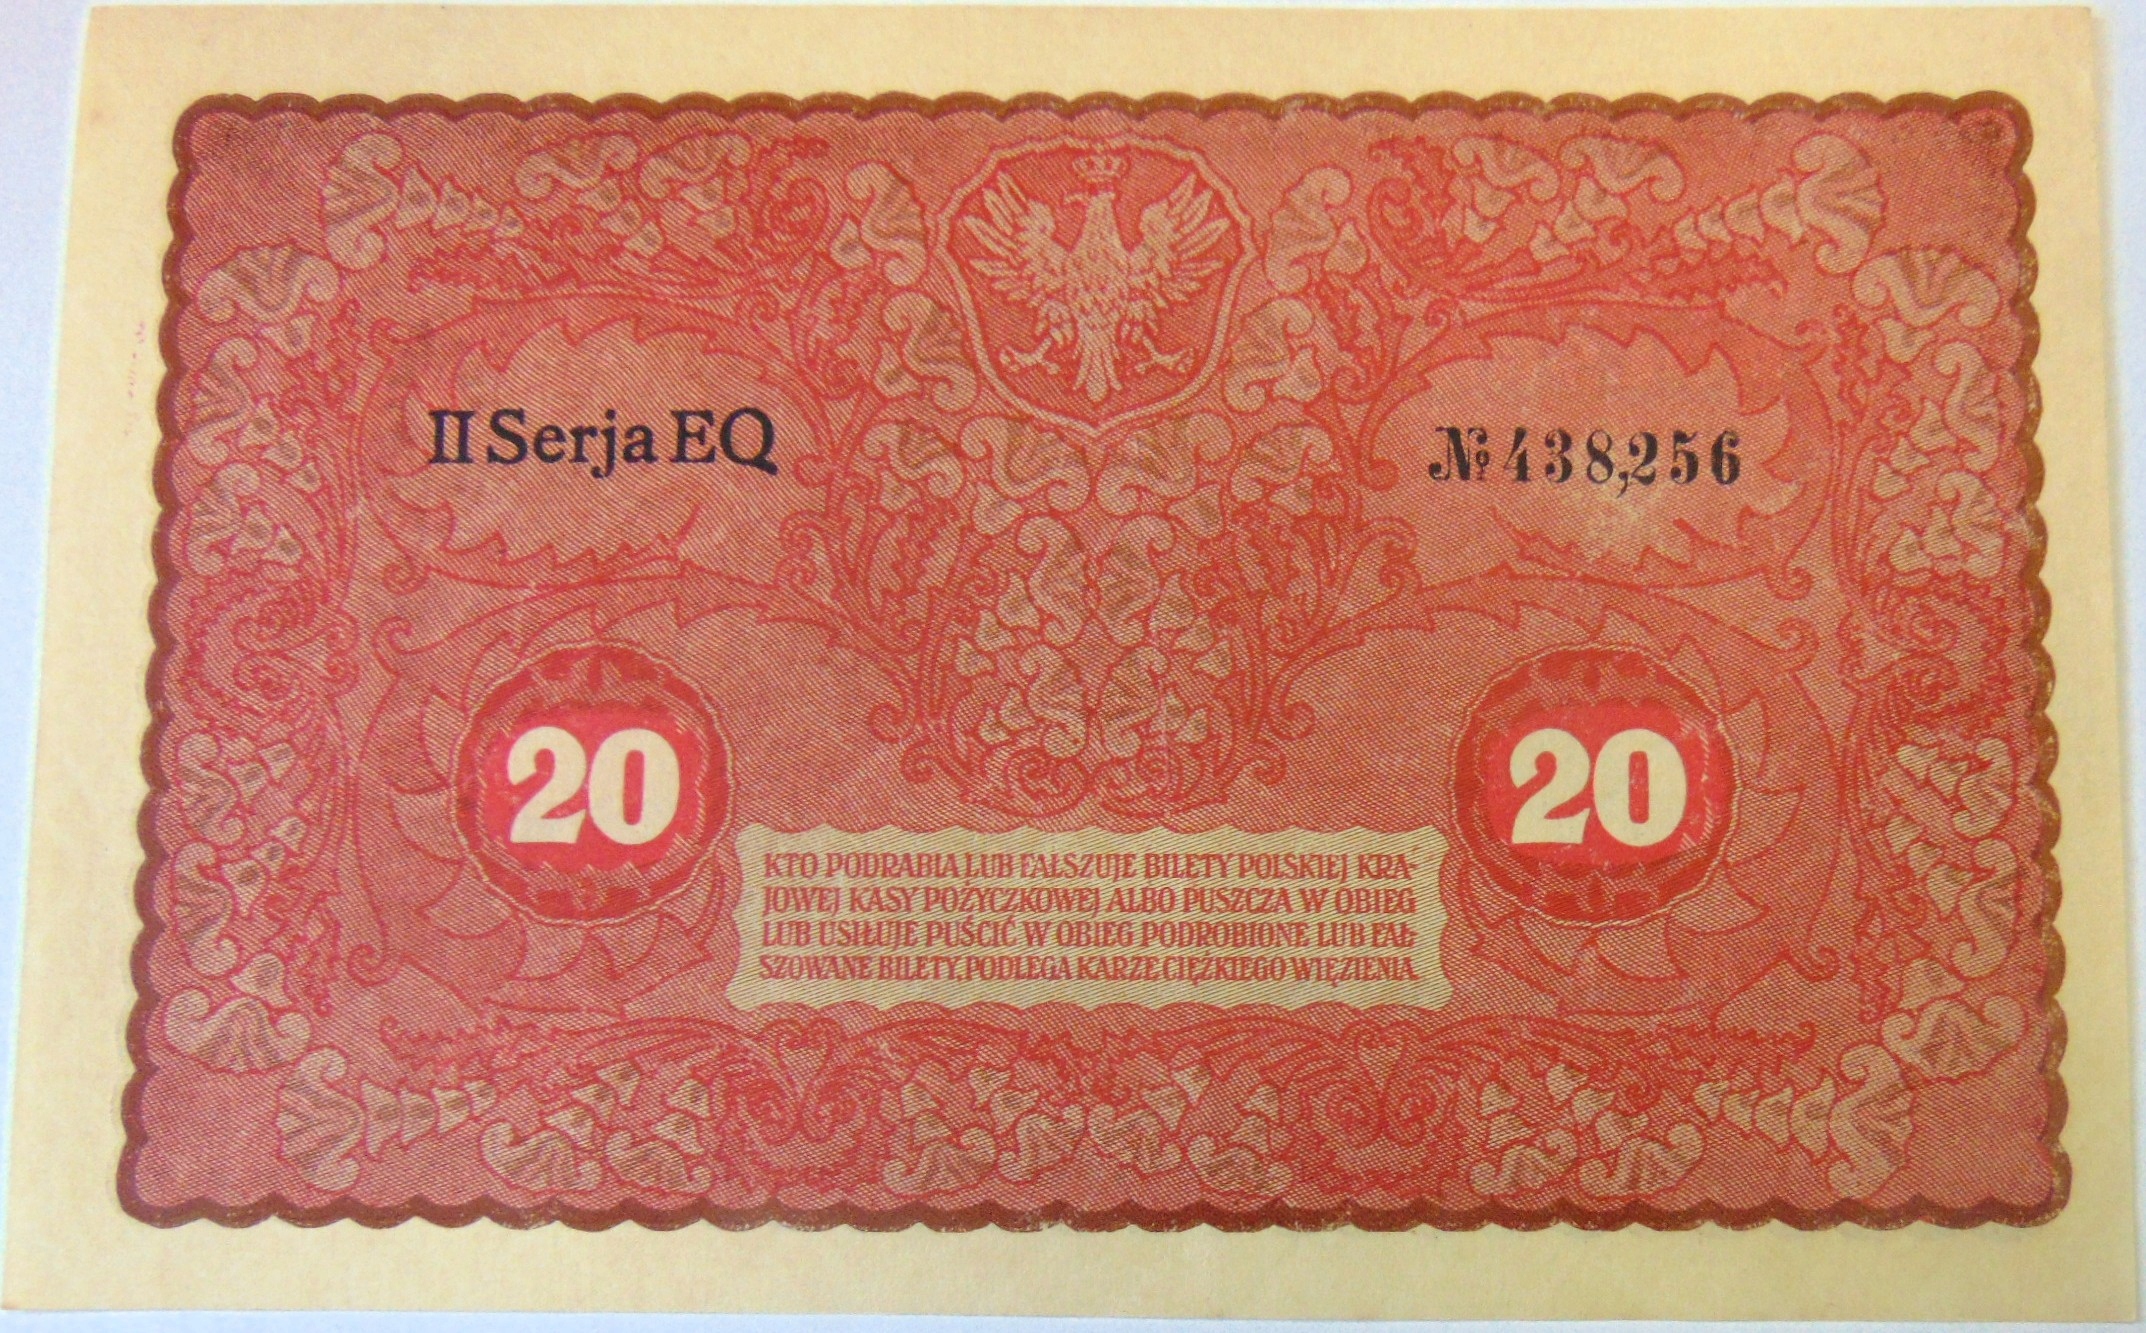 II Serja EQ
№ 438,256
20
20
KTO PODRABIA LUB FAŁSZUJE BILETY POLSKIEJ KRA-
JOWEJ KASY POŻYCZKOWEJ ALBO PUSZCZA W OBIEG
LUB USIŁUJE PUŚCIĆ W OBIEG PODROBIONE LUB FAŁ-
SZOWANE BILETY, PODLEGA KARZE CIĘŻKIEGO WIĘZIENIA.